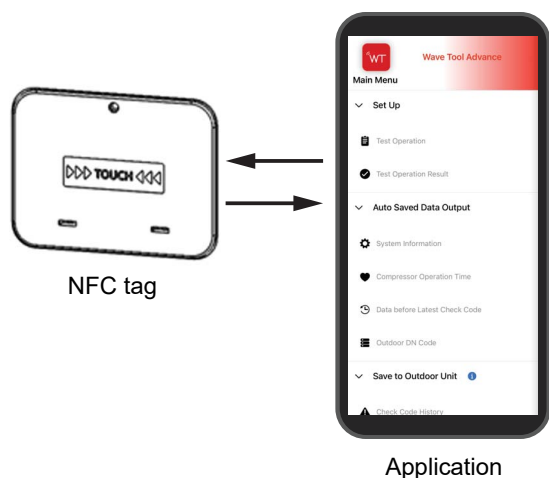 WT
Wave Tool Advance
Main Menu
Set Up
Test Operation
Test Operation Result
Auto Saved Data Output
System Information
Compressor Operation Time
Data before Latest Check Code
Outdoor DN Code
Save to Outdoor Unit
Check Code History
TOUCH
NFC tag
Application